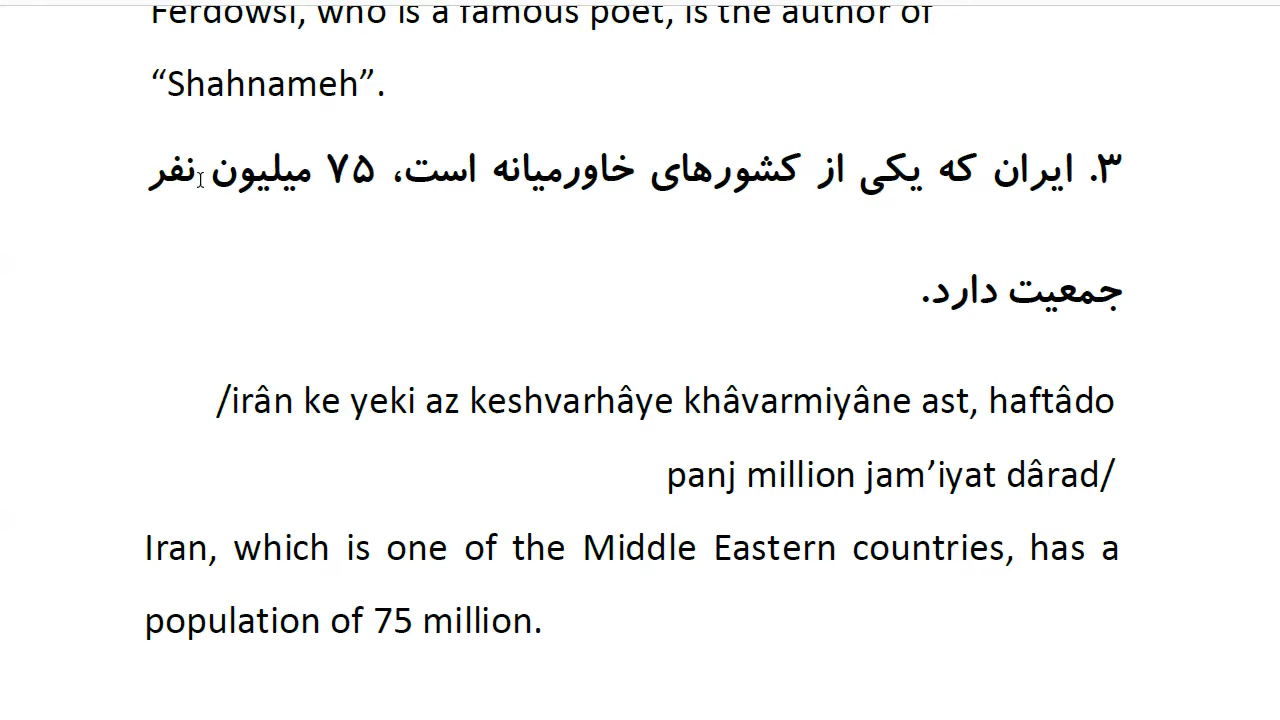 Ferdowsi, who is a famous poet, is the author of
“Shahnameh”.
۳. ایران که یکی از کشورهای خاورمیانه است، ۷۵ میلیون نفر
جمعیت دارد.
/irân ke yeki az keshvarhâye khâvarmiyâne ast, haftâdo
panj million jam’iyat dârad/
Iran, which is one of the Middle Eastern countries, has a
population of 75 million.